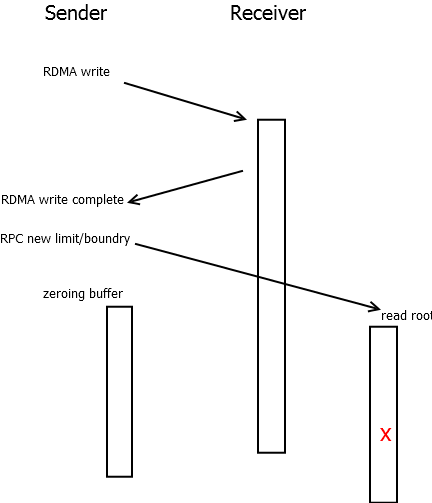 Sender
Receiver
RDMA write
RDMA write complete
RPC new limit/boundry
zeroing buffer
read root
X